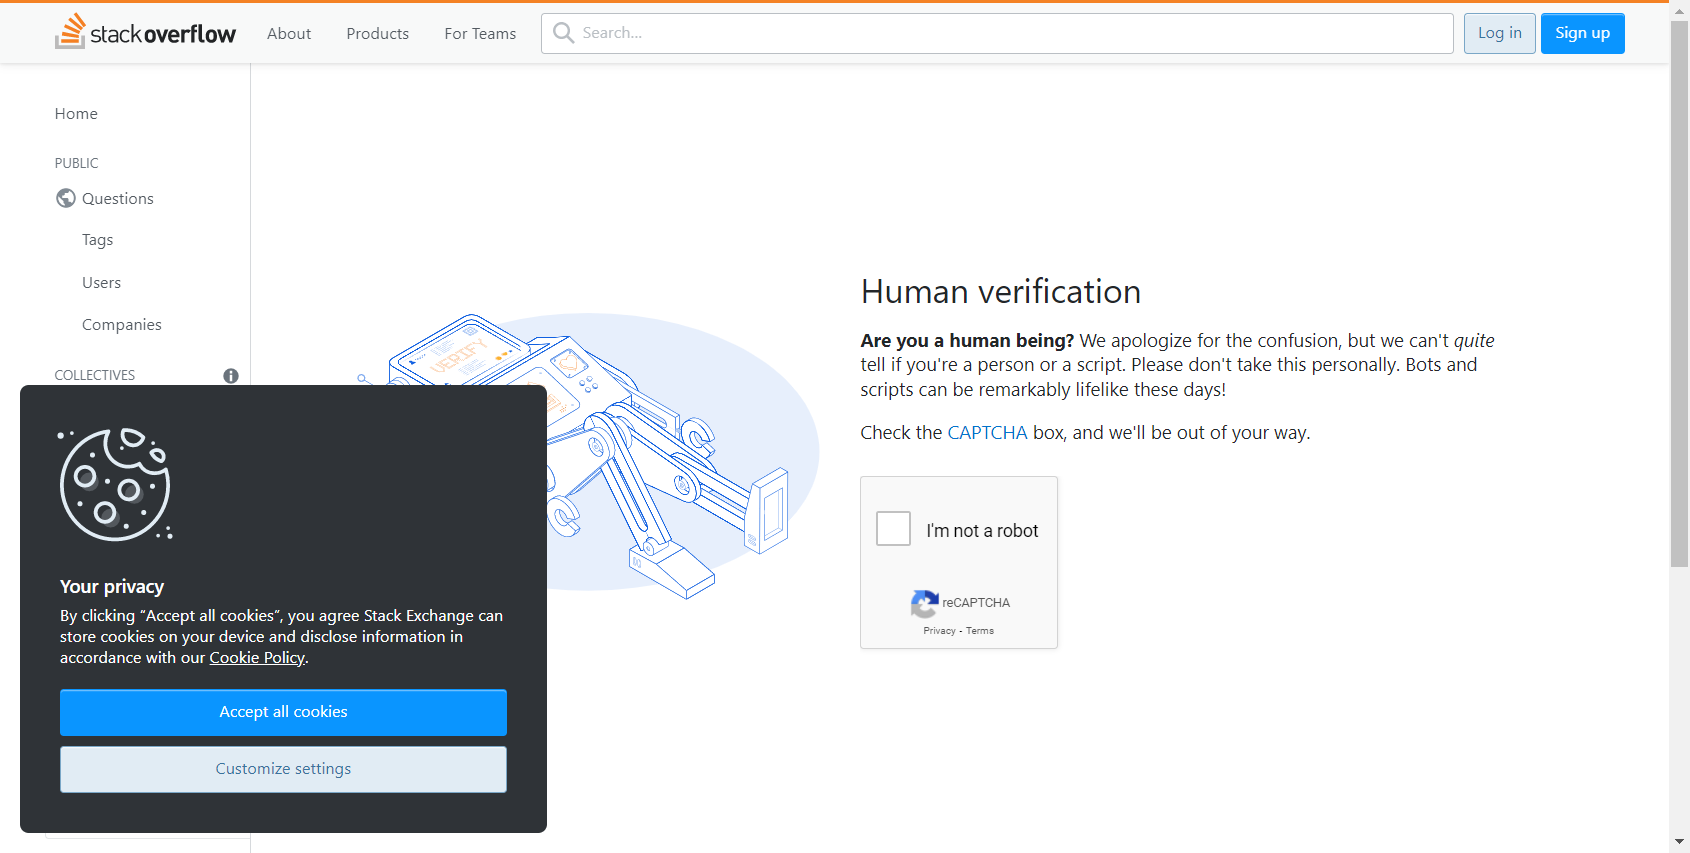 stackoverflow
About
Products
For Teams
Search...
Log in
Sign up
Home
PUBLIC
Questions
Tags
Users
Companies
COLLECTIVES
VERIFY
Human verification
Are you a human being? We apologize for the confusion, but we can't quite
tell if you're a person or a script. Please don't take this personally. Bots and
scripts can be remarkably lifelike these days!
Check the CAPTCHA box, and we'll be out of your way.
I'm not a robot
reCAPTCHA
Privacy - Terms
Your privacy
By clicking “Accept all cookies”, you agree Stack Exchange can
store cookies on your device and disclose information in
accordance with our Cookie Policy.
Accept all cookies
Customize settings